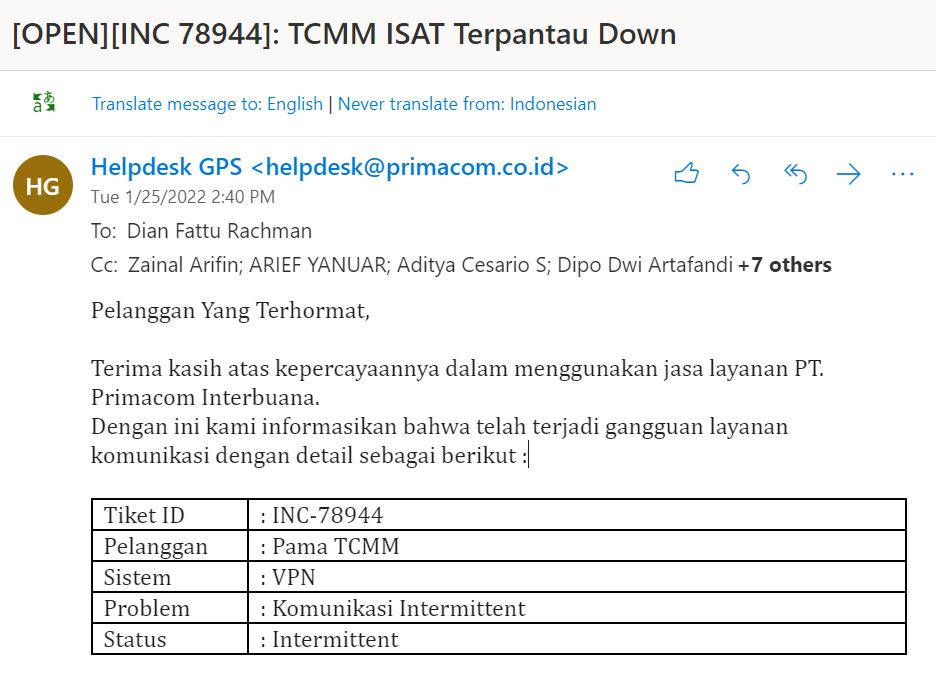 [OPEN][INC 78944]: TCMM ISAT Terpantau Down
Translate message to: English | Never translate from: Indonesian
HG
Helpdesk GPS <helpdesk@primacom.co.id>
Tue 1/25/2022 2:40 PM
To: Dian Fattu Rachman
Cc: Zainal Arifin; ARIEF YANUAR; Aditya Cesario S; Dipo Dwi Artafandi +7 others
Pelanggan Yang Terhormat,
Terima kasih atas kepercayaannya dalam menggunakan jasa layanan PT.
Primacom Interbuana.
Dengan ini kami informasikan bahwa telah terjadi gangguan layanan
komunikasi dengan detail sebagai berikut :
Tiket ID : INC-78944
Pelanggan : Pama TCMM
Sistem : VPN
Problem : Komunikasi Intermittent
Status : Intermittent